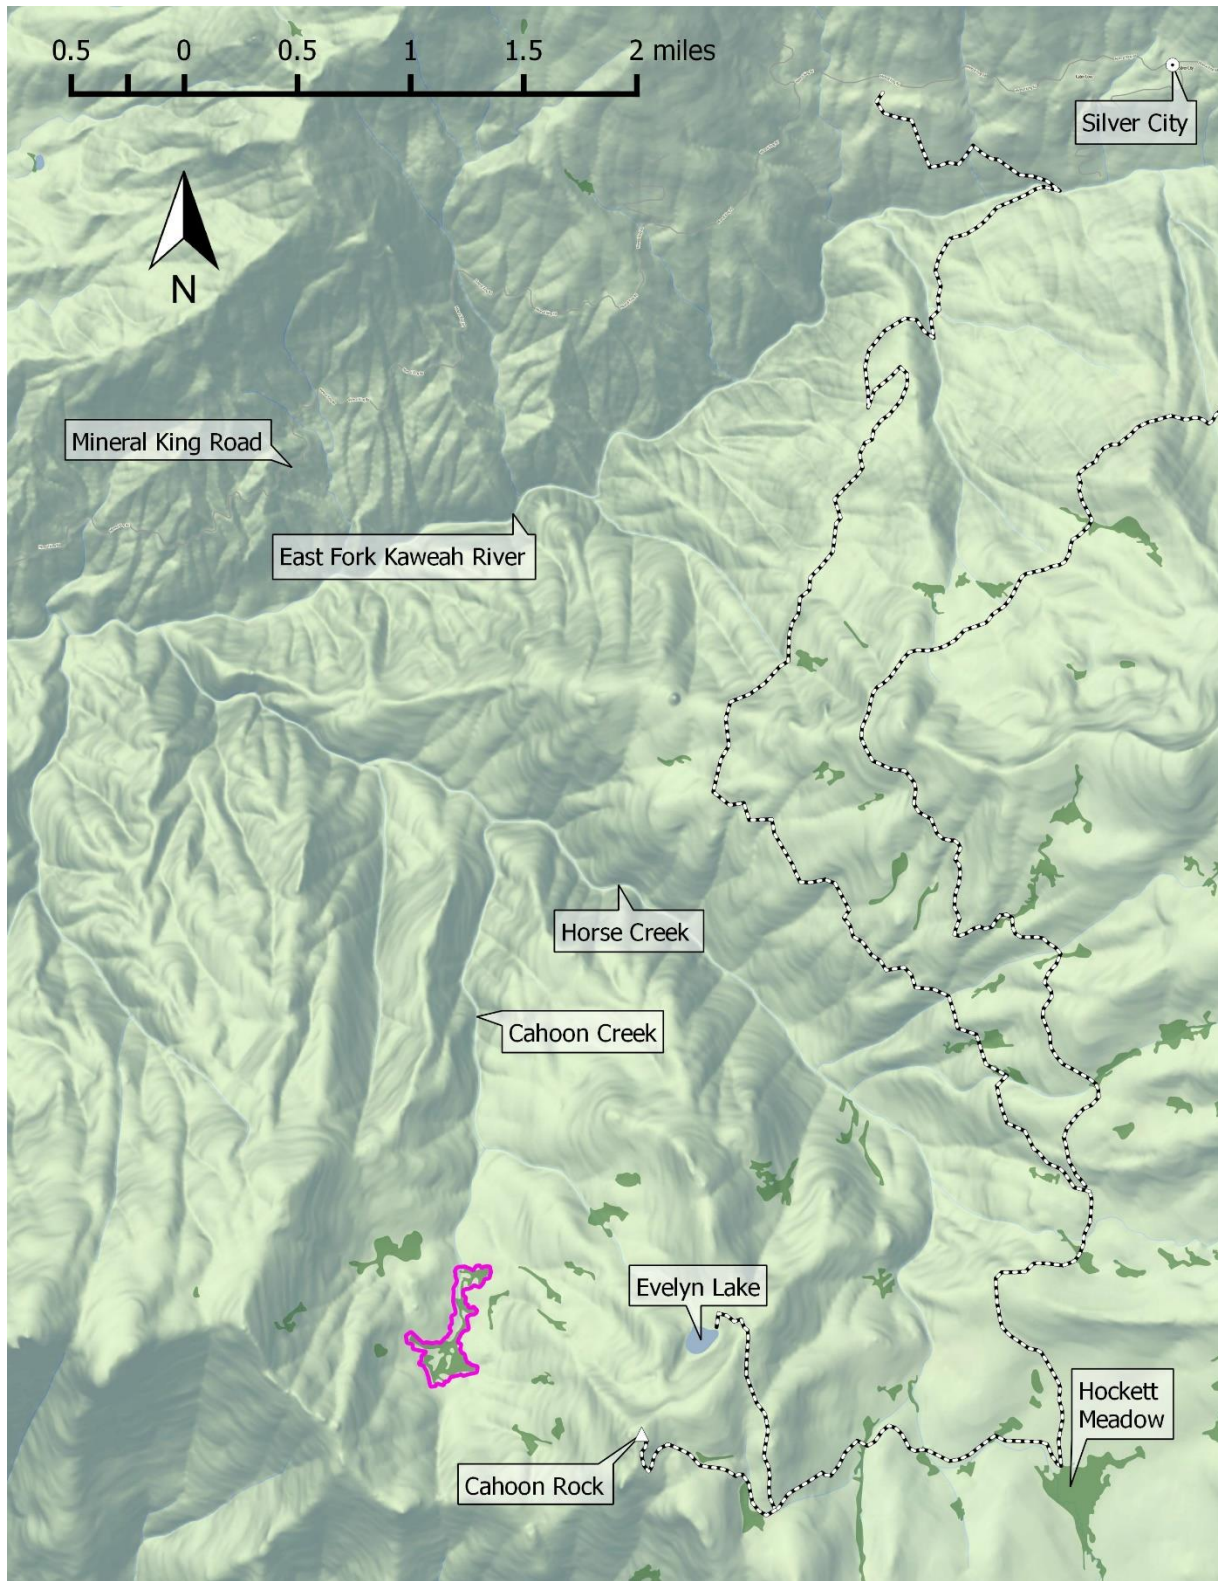 0.5 0 0.5 1 1.5 2 miles
Silver City
N
Mineral King Road
East Fork Kaweah River
Horse Creek
Cahoon Creek
Evelyn Lake
Hockett
Meadow
Cahoon Rock